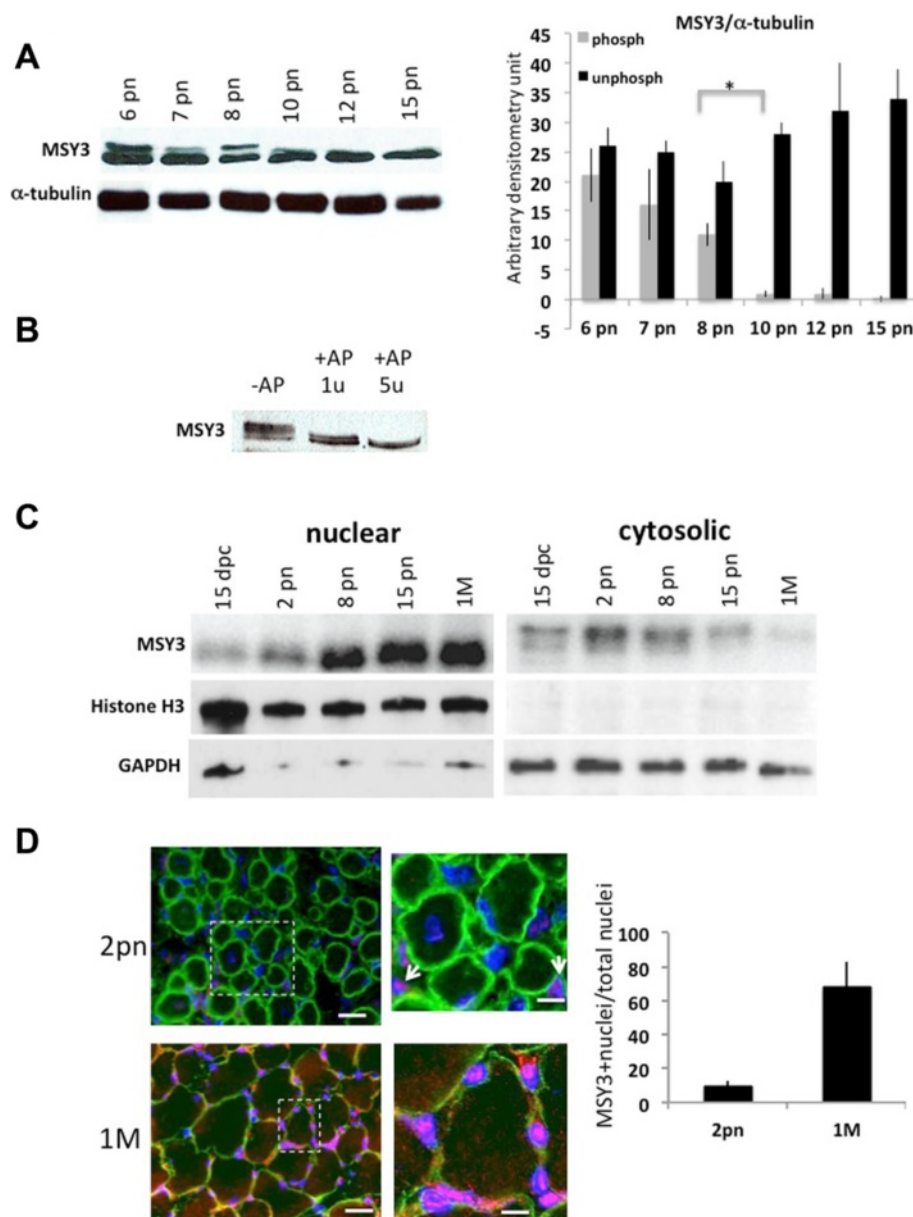 A
6 pn 7 pn 8 pn 10 pn 12 pn 15 pn
MSY3
α-tubulin
MSY3/α-tubulin
phosph
unphosph
*
Arbitrary densitometry unit
45
40
35
30
25
20
15
10
5
0
-5
6 pn 7 pn 8 pn 10 pn 12 pn 15 pn
B
-AP +AP +AP
1u 5u
MSY3
C
nuclear cytosolic
15 dpc 2 pn 8 pn 15 pn 1M 15 dpc 2 pn 8 pn 15 pn 1M
MSY3
Histone H3
GAPDH
D
2pn
1M
MSY3+nuclei/total nuclei
100
80
60
40
20
0
2pn 1M